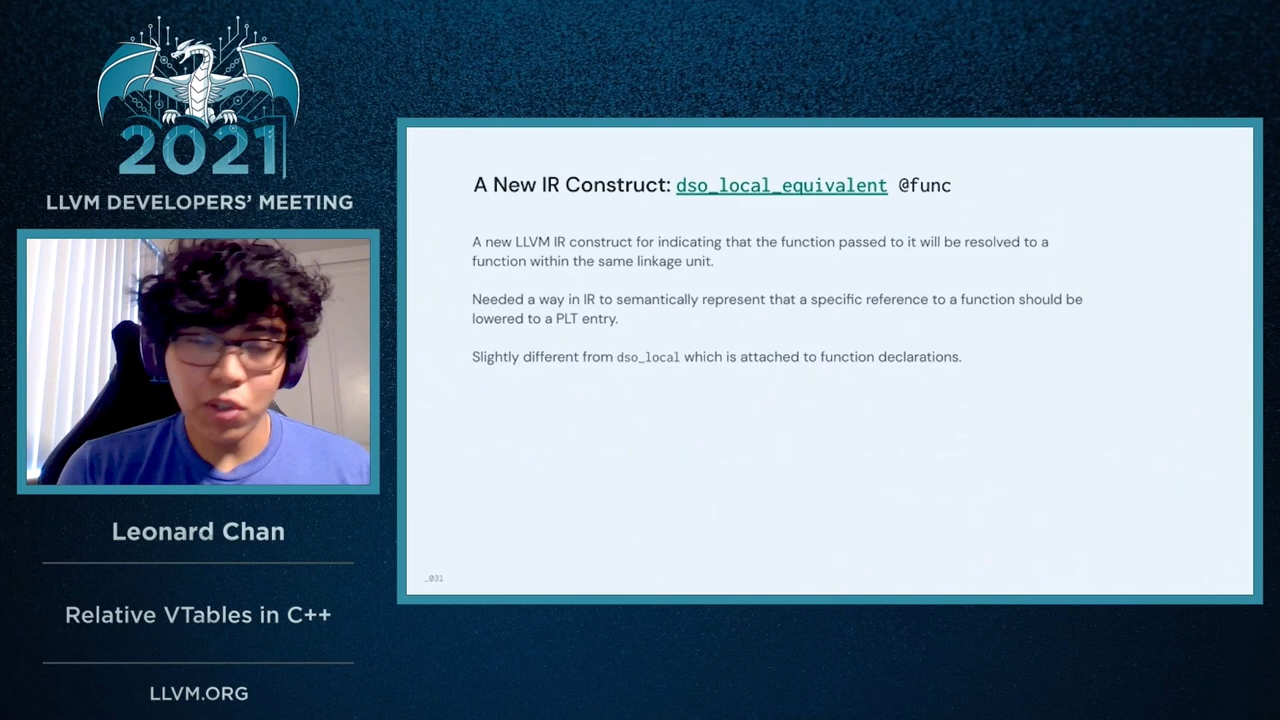 2021
LLVM DEVELOPERS' MEETING
Leonard Chan
Relative VTables in C++
LLVM.ORG
A New IR Construct: dso_local_equivalent @func
A new LLVM IR construct for indicating that the function passed to it will be resolved to a
function within the same linkage unit.
Needed a way in IR to semantically represent that a specific reference to a function should be
lowered to a PLT entry.
Slightly different from dso_local which is attached to function declarations.
_031